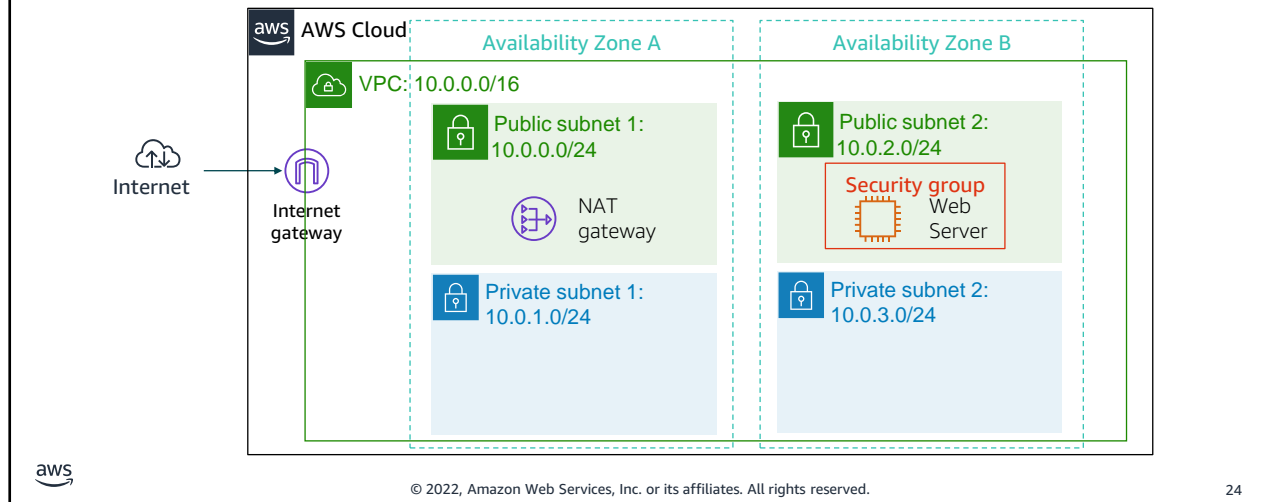 aws AWS Cloud
Availability Zone A
Availability Zone B
VPC: 10.0.0.0/16
Public subnet 1:
10.0.0.0/24
Public subnet 2:
10.0.2.0/24
Internet
Internet
gateway
NAT
gateway
Security group
Web
Server
Private subnet 1:
10.0.1.0/24
Private subnet 2:
10.0.3.0/24
aws
© 2022, Amazon Web Services, Inc. or its affiliates. All rights reserved.
24